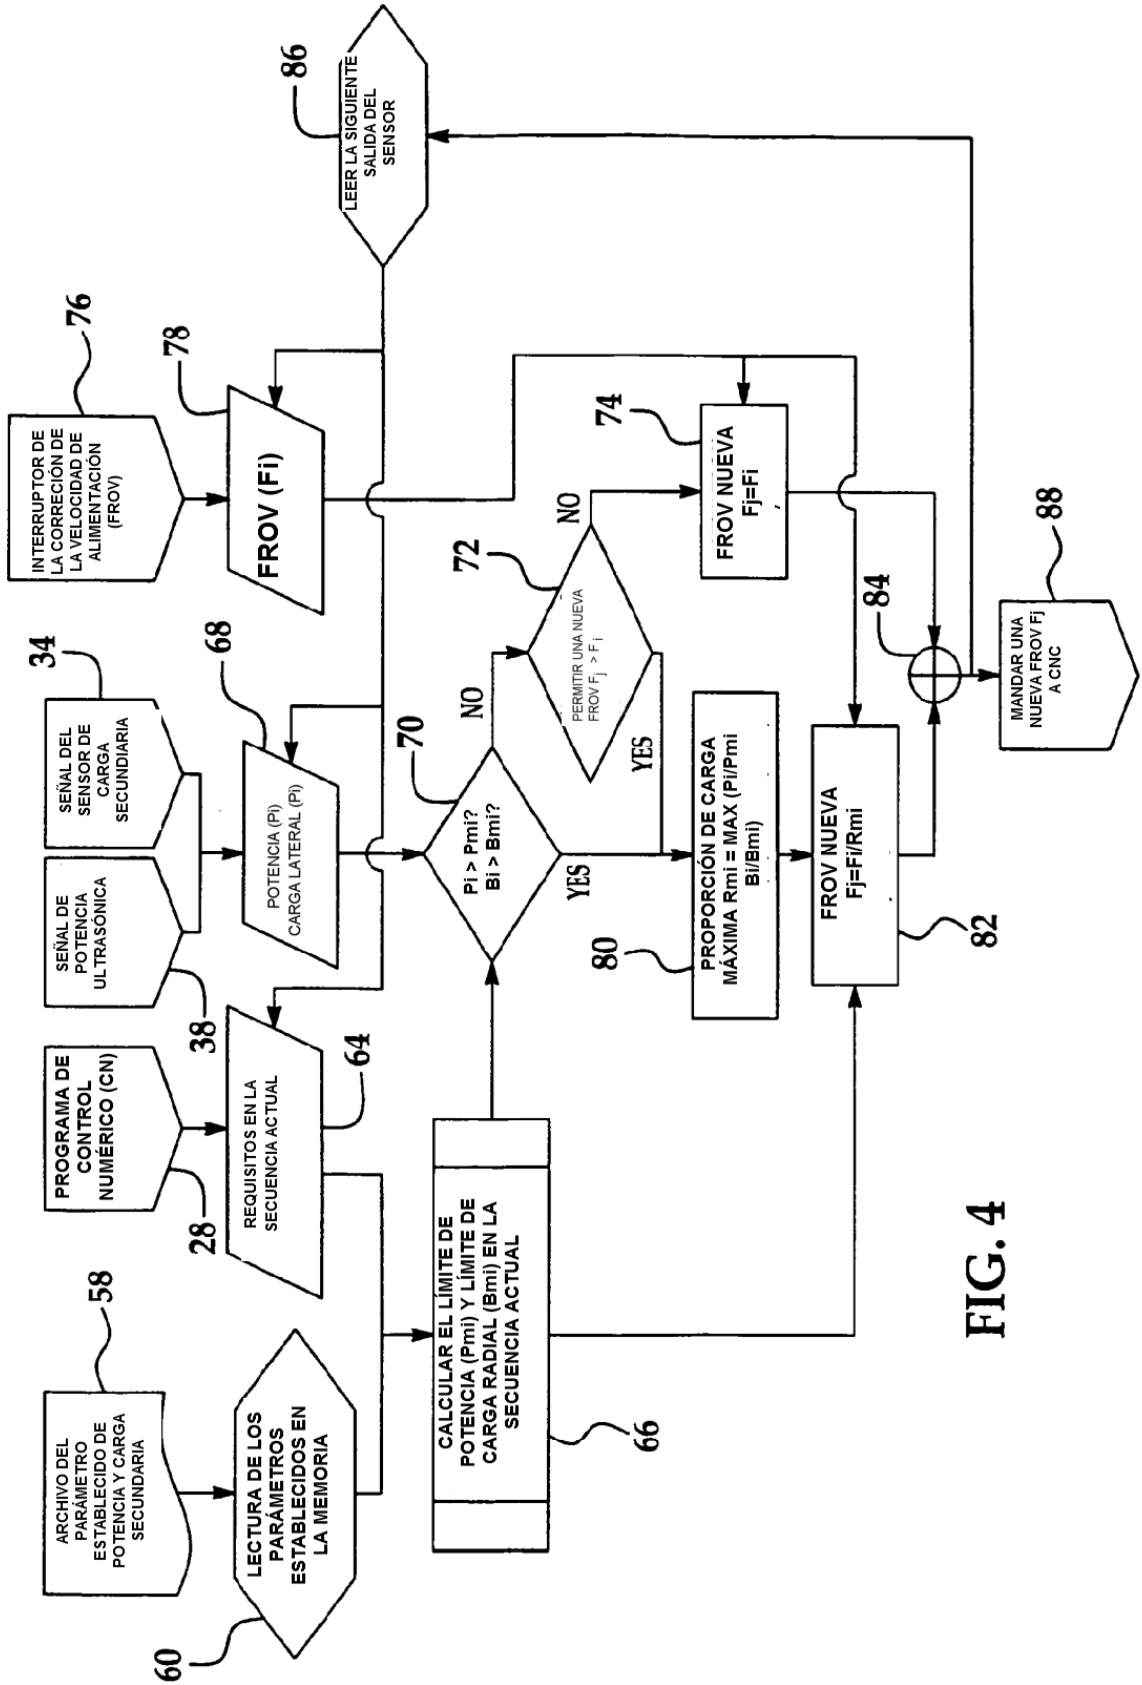 58
ARCHIVO DEL
PARÁMETRO
ESTABLECIDO DE
POTENCIA Y CARGA
SECUNDARIA
60
LECTURA DE LOS
PARÁMETROS
ESTABLECIDOS EN
LA MEMORIA
PROGRAMA DE
CONTROL
NUMÉRICO (CN)
28
REQUISITOS EN LA
SECUENCIA ACTUAL
64
SEÑAL DE
POTENCIA
ULTRASÓNICA
38
SEÑAL DEL
SENSOR DE
CARGA
SECUNDIARIA
34
POTENCIA (Pi)
CARGA LATERAL (Pi)
68
INTERRUPTOR DE
LA CORRECIÓN DE
LA VELOCIDAD DE
ALIMENTACIÓN
(FROV)
76
FROV (Fi)
78
LEER LA SIGUIENTE
SALIDA DEL
SENSOR
86
CALCULAR EL LÍMITE DE
POTENCIA (Pmi) Y LÍMITE DE
CARGA RADIAL (Bmi) EN LA
SECUENCIA ACTUAL
66
Pi > Pmi?
Bi > Bmi?
70
NO
YES
PERMITIR UNA NUEVA
FROV Fj > Fi
72
NO
YES
FROV NUEVA
Fj=Fi
74
PROPORCIÓN DE CARGA
MÁXIMA Rmi = MAX (Pi/Pmi
Bi/Bmi)
80
FROV NUEVA
Fj=Fi/Rmi
82
84
MANDAR UNA
NUEVA FROV Fj
A CNC
88
FIG. 4